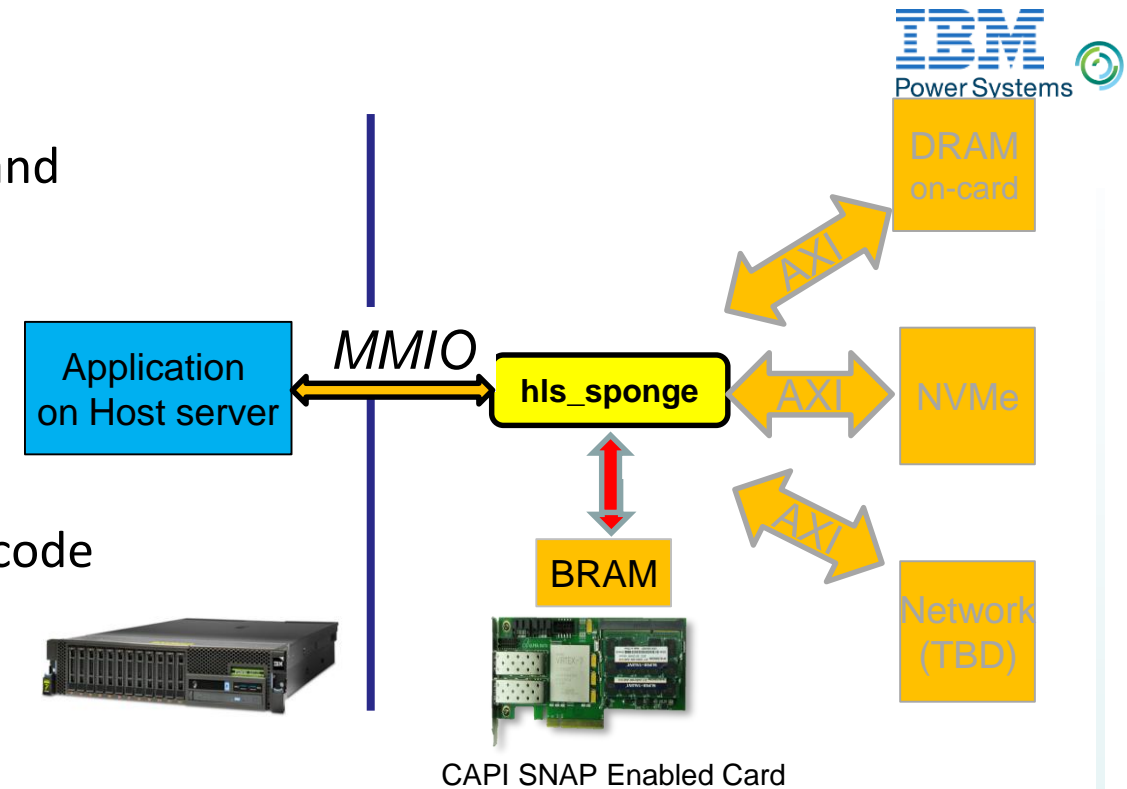 IBM
Power Systems
and
DRAM
on-card
AXI
MMIO
Application
on Host server
hls_sponge
AXI
NVMe
AXI
code
BRAM
Network
(TBD)
CAPI SNAP Enabled Card